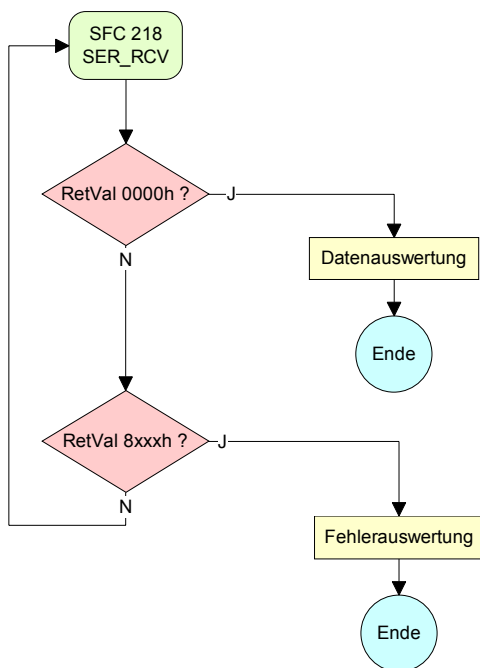 SFC 218
SER_RCV
RetVal 0000h ?
J
N
Datenauswertung
Ende
RetVal 8xxxh ?
J
N
Fehlerauswertung
Ende